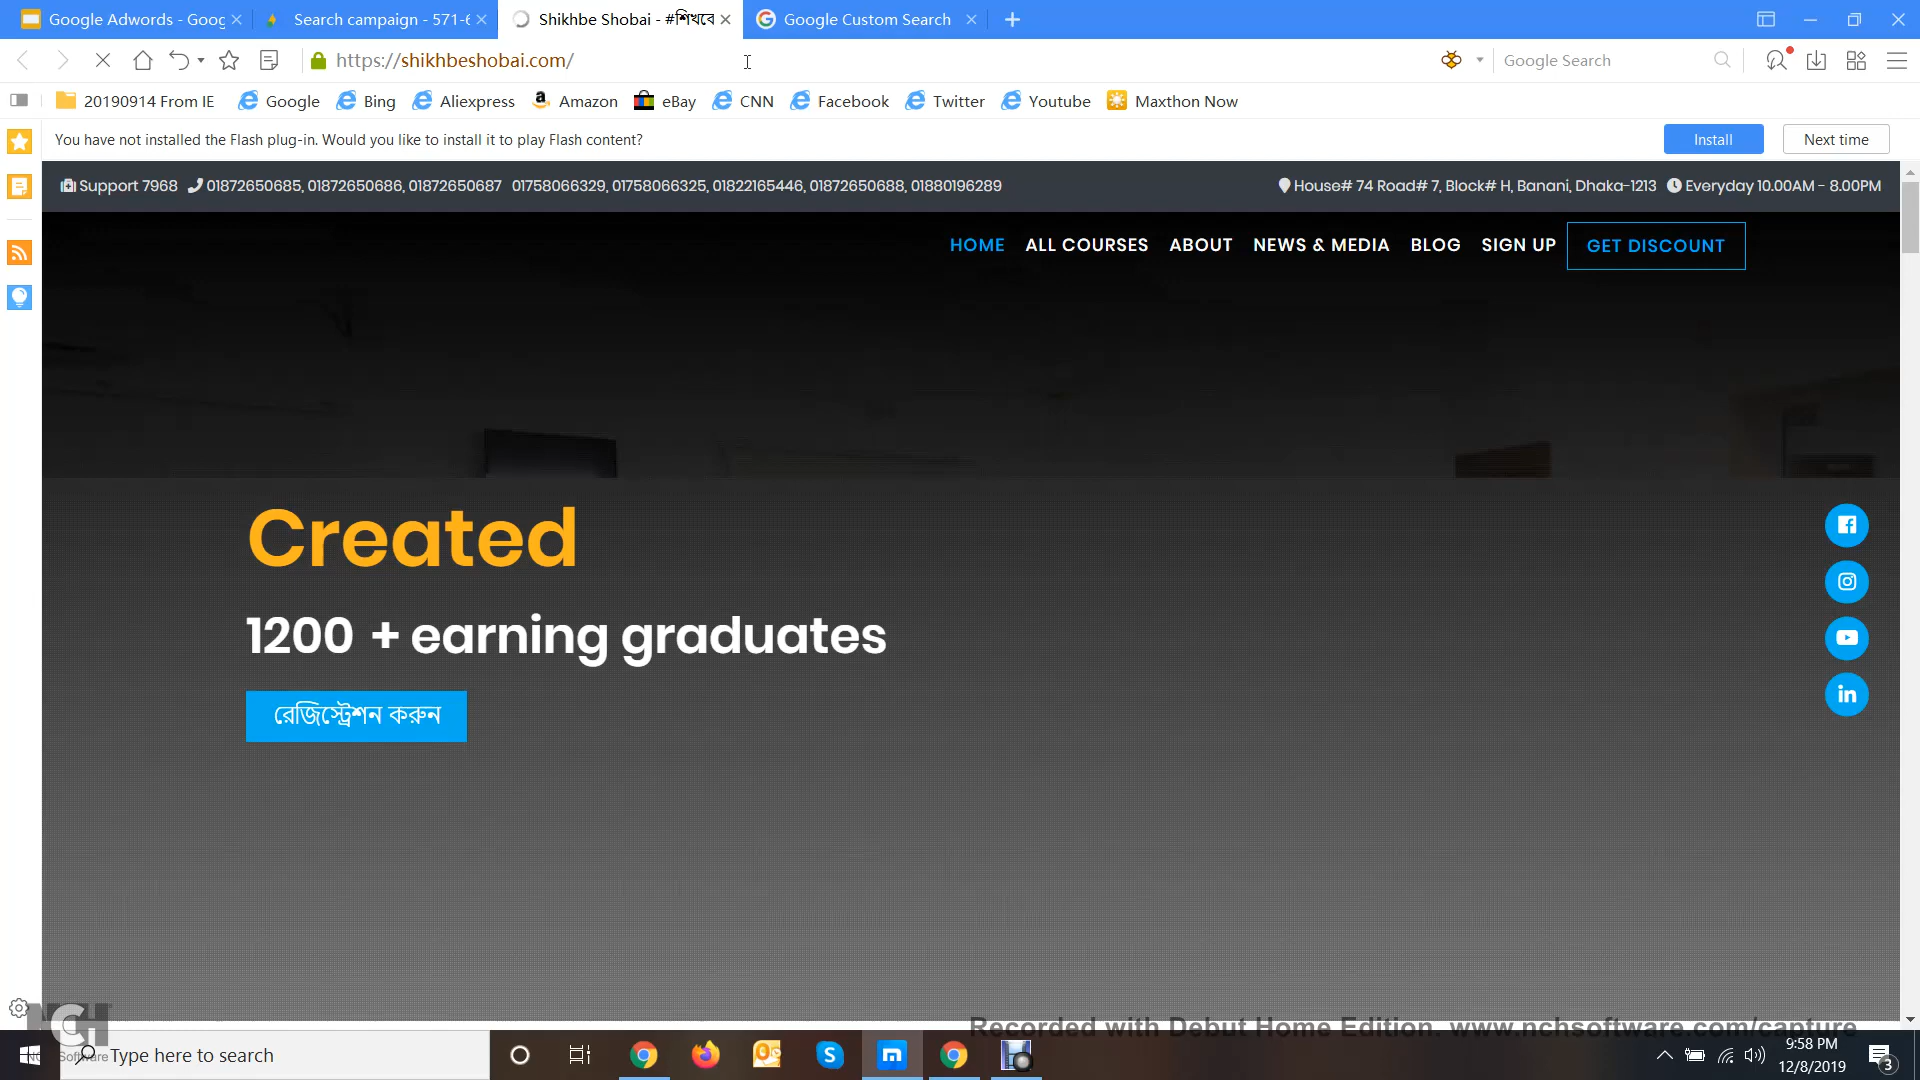 Google Adwords - Goog
Search campaign - 571-6
Shikhbe Shobai - #শিখবে
Google Custom Search
https://shikhbeshobai.com/
Google Search
20190914 From IE
Google
Bing
Aliexpress
Amazon
eBay
CNN
Facebook
Twitter
Youtube
Maxthon Now
You have not installed the Flash plug-in. Would you like to install it to play Flash content?
Install
Next time
Support 7968 01872650685, 01872650686, 01872650687 01758066329, 01758066325, 01822165446, 01872650688, 01880196289
House# 74 Road# 7, Block# H, Banani, Dhaka-1213 Everyday 10.00AM - 8.00PM
HOME ALL COURSES ABOUT NEWS & MEDIA BLOG SIGN UP GET DISCOUNT
Created
1200 + earning graduates
রেজিস্ট্রেশন করুন
NCH
Software
Recorded with Debut Home Edition. www.nchsoftware.com/capture
Type here to search
9:58 PM
12/8/2019
3